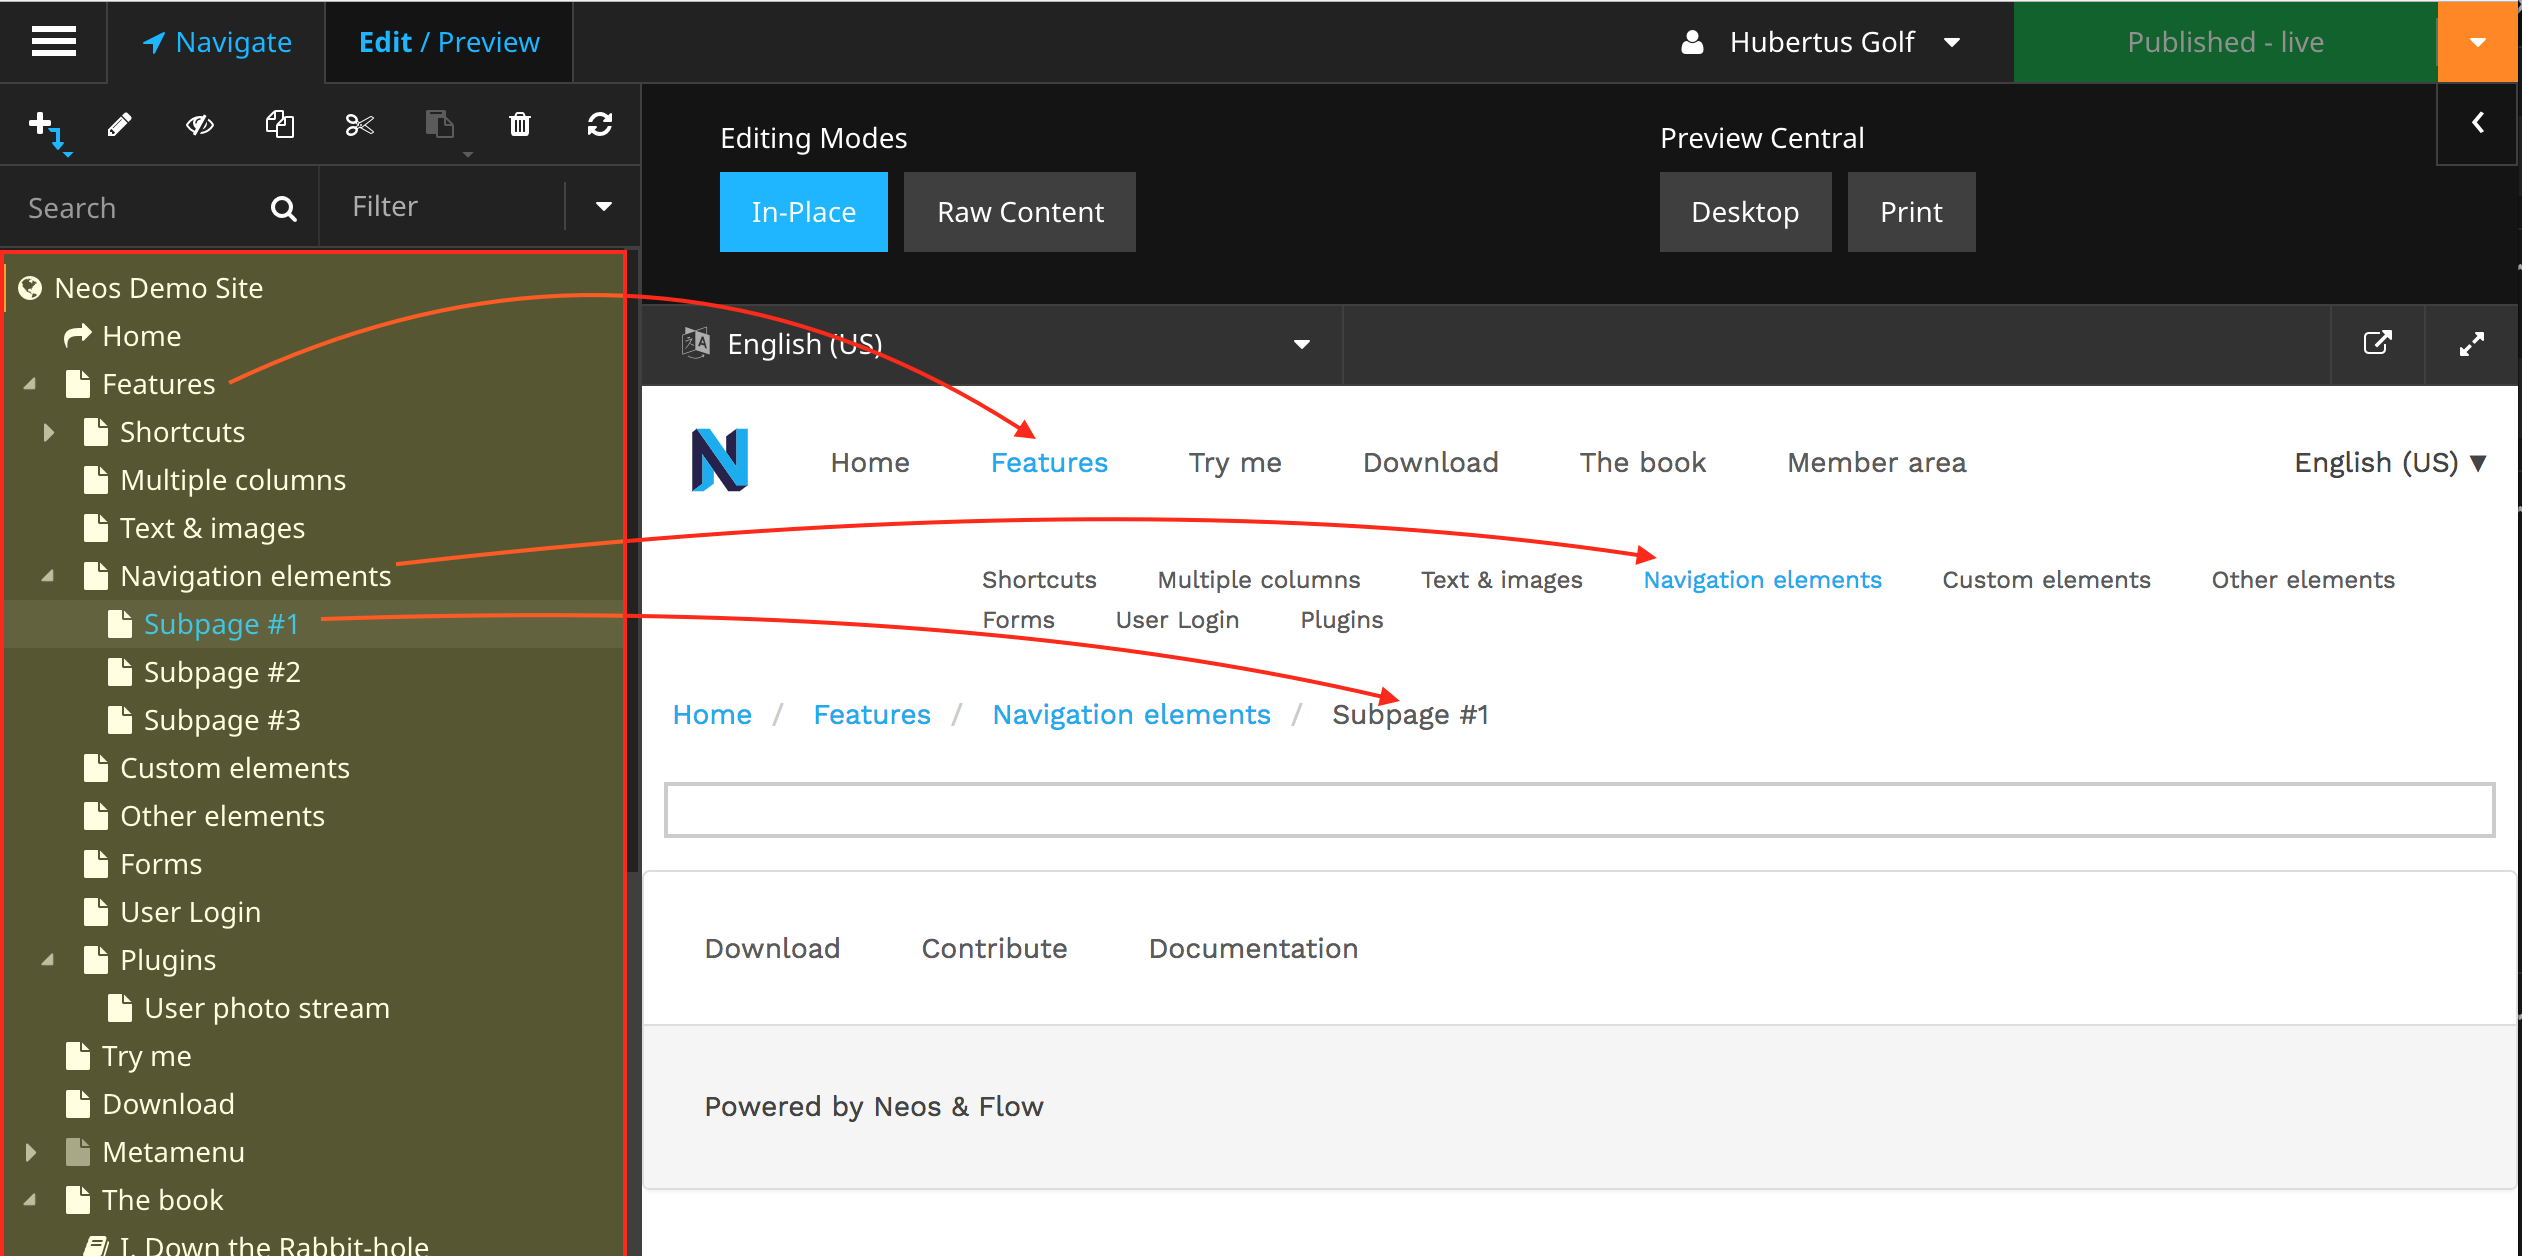 Navigate
Edit / Preview
Hubertus Golf
Published - live
Search
Filter
Editing Modes
In-Place
Raw Content
Preview Central
Desktop
Print
Neos Demo Site
Home
Features
Shortcuts
Multiple columns
Text & images
Navigation elements
Subpage #1
Subpage #2
Subpage #3
Custom elements
Other elements
Forms
User Login
Plugins
User photo stream
Try me
Download
Metamenu
The book
I. Down the Rabbit-hole
English (US)
Home Features Try me Download The book Member area English (US) ▼
Shortcuts Multiple columns Text & images Navigation elements Custom elements Other elements
Forms User Login Plugins
Home / Features / Navigation elements / Subpage #1
Download Contribute Documentation
Powered by Neos & Flow